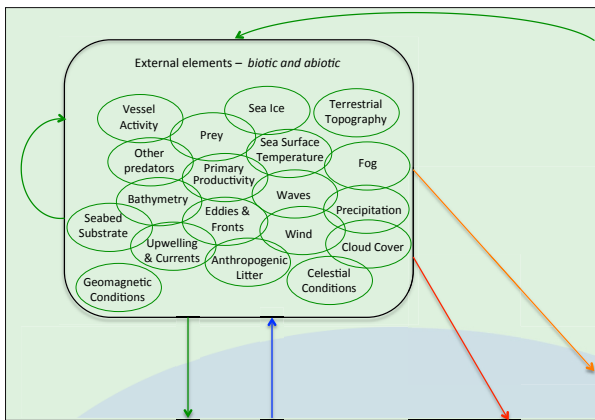 External elements – biotic and abiotic
Vessel
Activity
Prey
Sea Ice
Terrestrial
Topography
Other
predators
Primary
Productivity
Sea Surface
Temperature
Fog
Bathymetry
Eddies &
Fronts
Waves
Precipitation
Seabed
Substrate
Upwelling
& Currents
Anthropogenic
Litter
Wind
Cloud Cover
Geomagnetic
Conditions
Celestial
Conditions